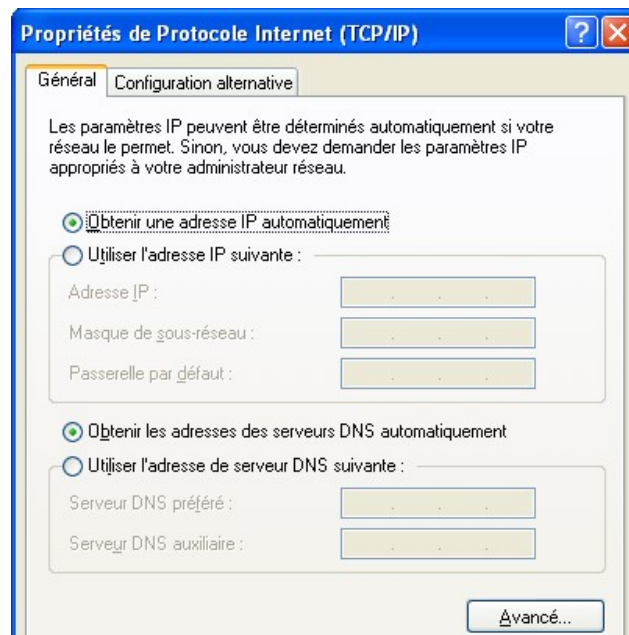 Propriétés de Protocole Internet (TCP/IP)
Général Configuration alternative
Les paramètres IP peuvent être déterminés automatiquement si votre
réseau le permet. Sinon, vous devez demander les paramètres IP
appropriés à votre administrateur réseau.
Obtenir une adresse IP automatiquement
Utiliser l'adresse IP suivante :
Adresse IP :
Masque de sous-réseau :
Passerelle par défaut :
Obtenir les adresses des serveurs DNS automatiquement
Utiliser l'adresse de serveur DNS suivante :
Serveur DNS préféré :
Serveur DNS auxiliaire :
Avancé...